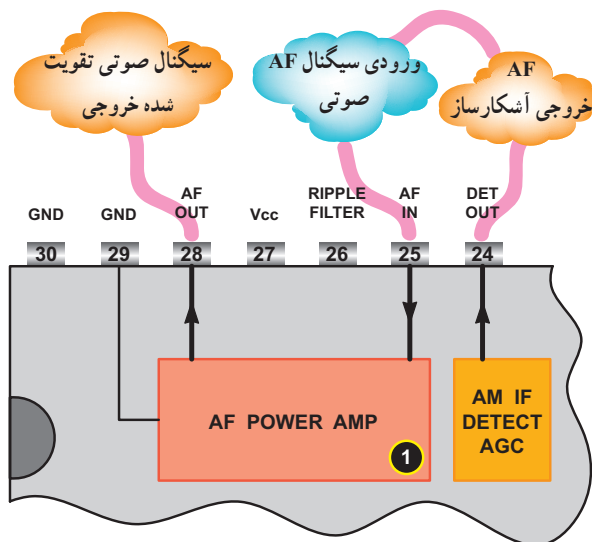 سیگنال صوتی تقویت
شده خروجی
ورودی سیگنال AF
صوتی
AF
خروجی آشکارساز
GND
GND
AF
OUT
Vcc
RIPPLE
FILTER
AF
IN
DET
OUT
30
29
28
27
26
25
24
AF POWER AMP
1
AM IF
DETECT
AGC